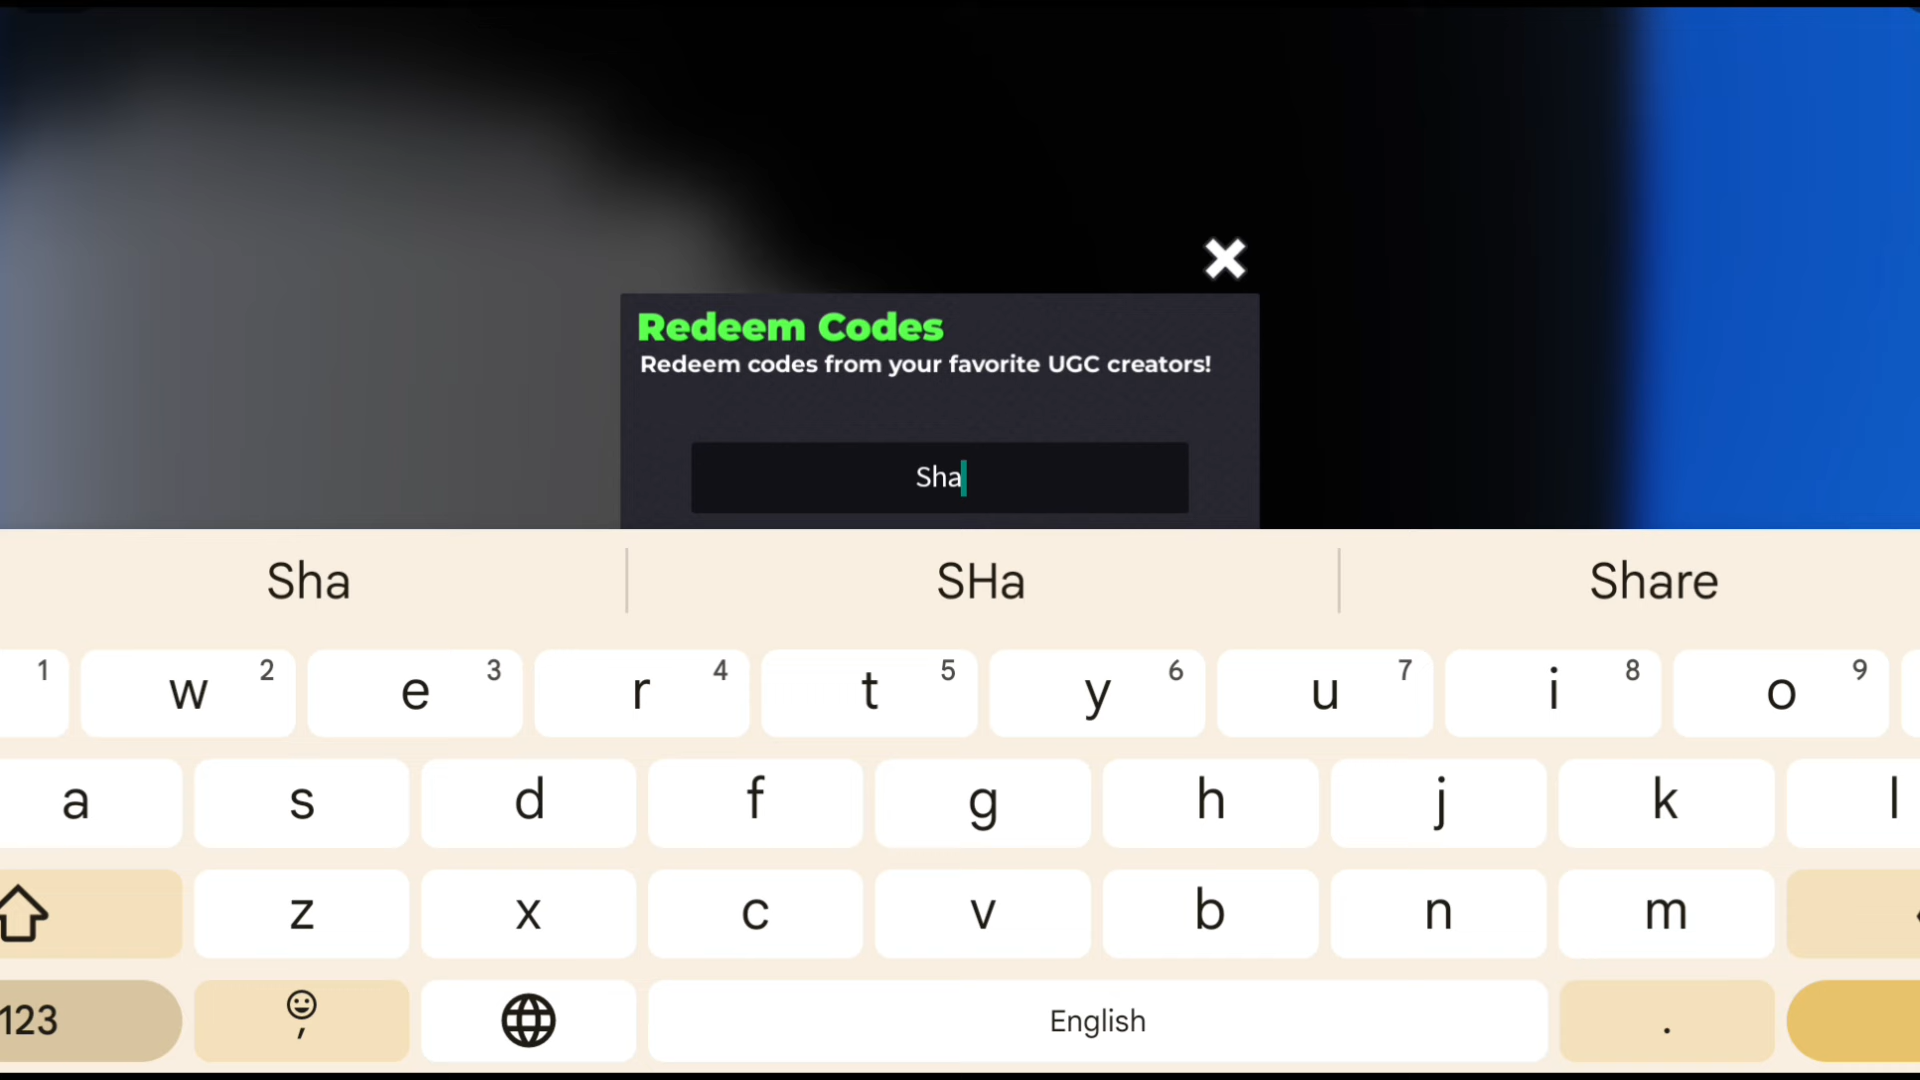 Redeem Codes
Redeem codes from your favorite UGC creators!
Sha
Sha SHa Share
1 w 2 e 3 r 4 t 5 y 6 u 7 i 8 o 9
a s d f g h j k l
z x c v b n m
123 , English .